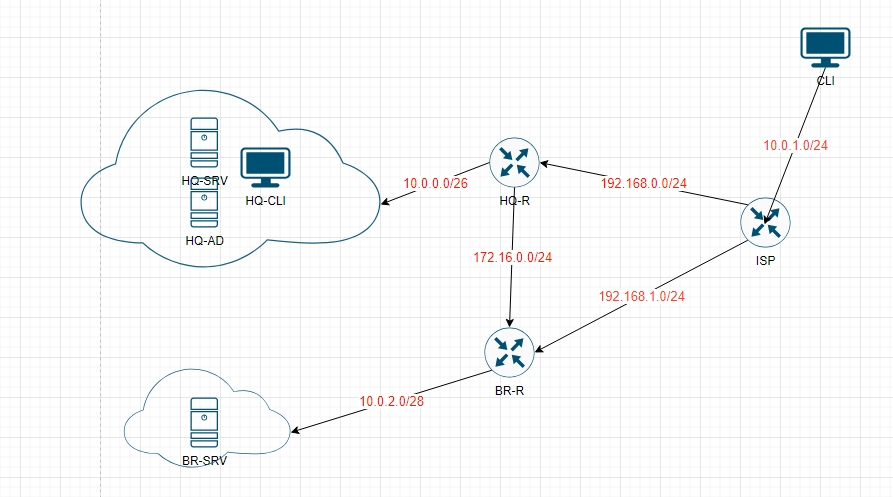 CLI
10.0.1.0/24
HQ-SRV
10.0.0.0/26
192.168.0.0/24
HQ-CLI
HQ-R
HQ-AD
172.16.0.0/24
ISP
192.168.1.0/24
BR-R
10.0.2.0/28
BR-SRV